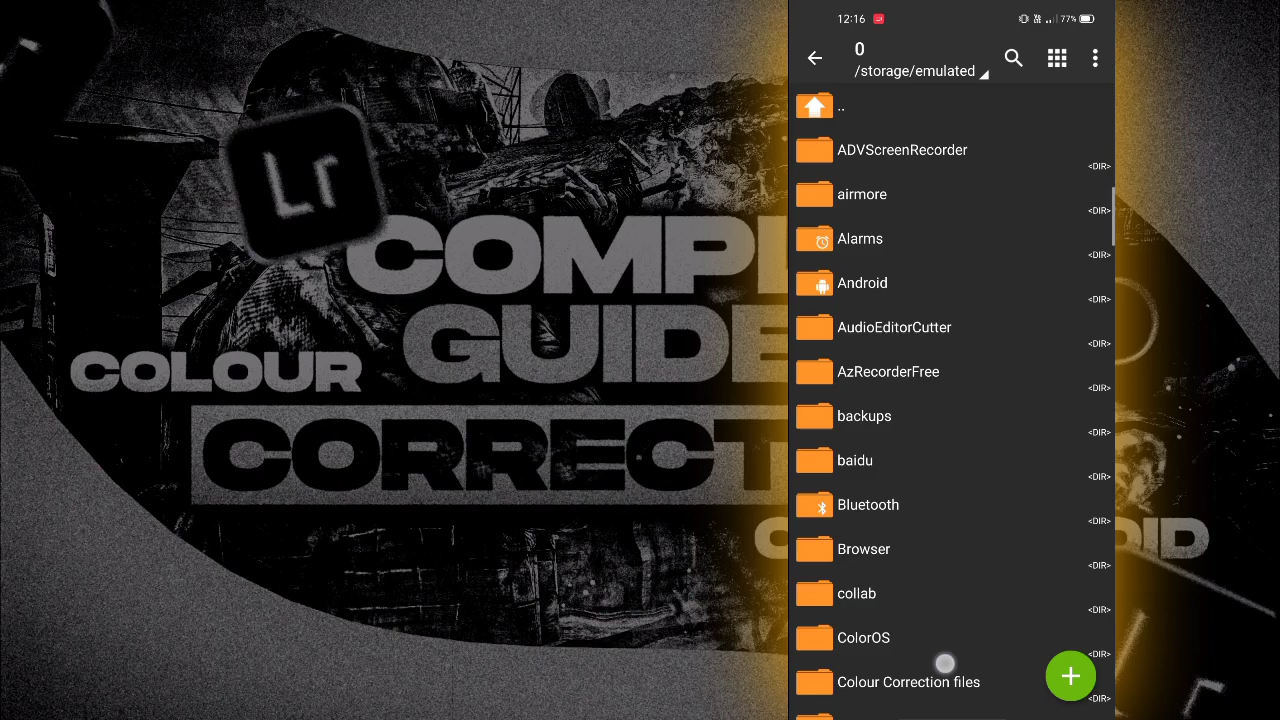 Lr
COMPL
GUIDE
COLOUR
CORRECT
OID
12:16
77%
0
/storage/emulated
..
ADVScreenRecorder
<DIR>
airmore
<DIR>
Alarms
<DIR>
Android
<DIR>
AudioEditorCutter
<DIR>
AzRecorderFree
<DIR>
backups
<DIR>
baidu
<DIR>
Bluetooth
<DIR>
Browser
<DIR>
collab
<DIR>
ColorOS
<DIR>
Colour Correction files
<DIR>